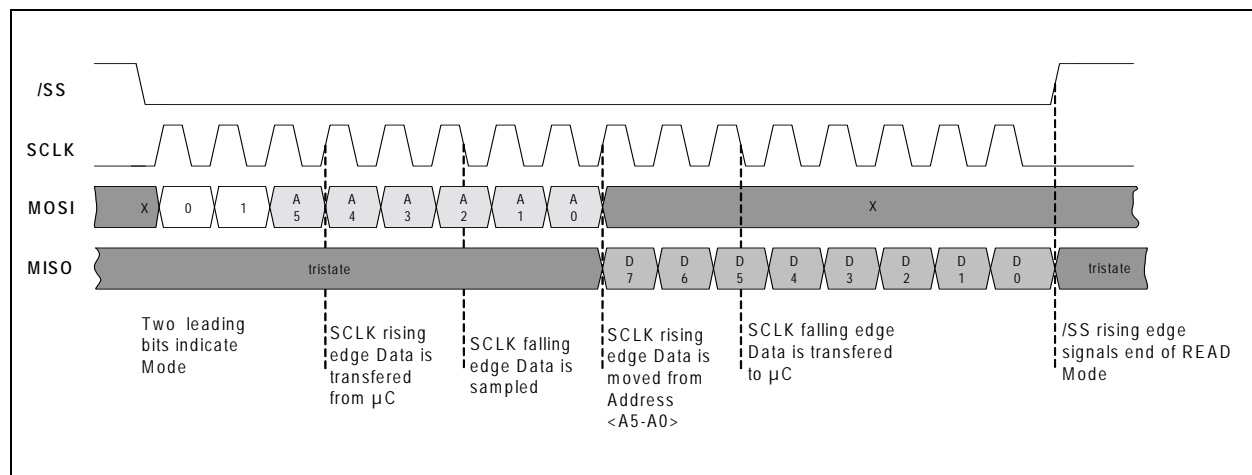 /SS
SCLK
MOSI
X
0
1
A
5
A
4
A
3
A
2
A
1
A
0
X
MISO
tristate
D
7
D
6
D
5
D
4
D
3
D
2
D
1
D
0
tristate
Two leading
bits indicate
Mode
SCLK rising
edge Data is
transfered
from µC
SCLK falling
edge Data is
sampled
SCLK rising
edge Data is
moved from
Address
<A5-A0>
SCLK falling edge
Data is transfered
to µC
/SS rising edge
signals end of READ
Mode